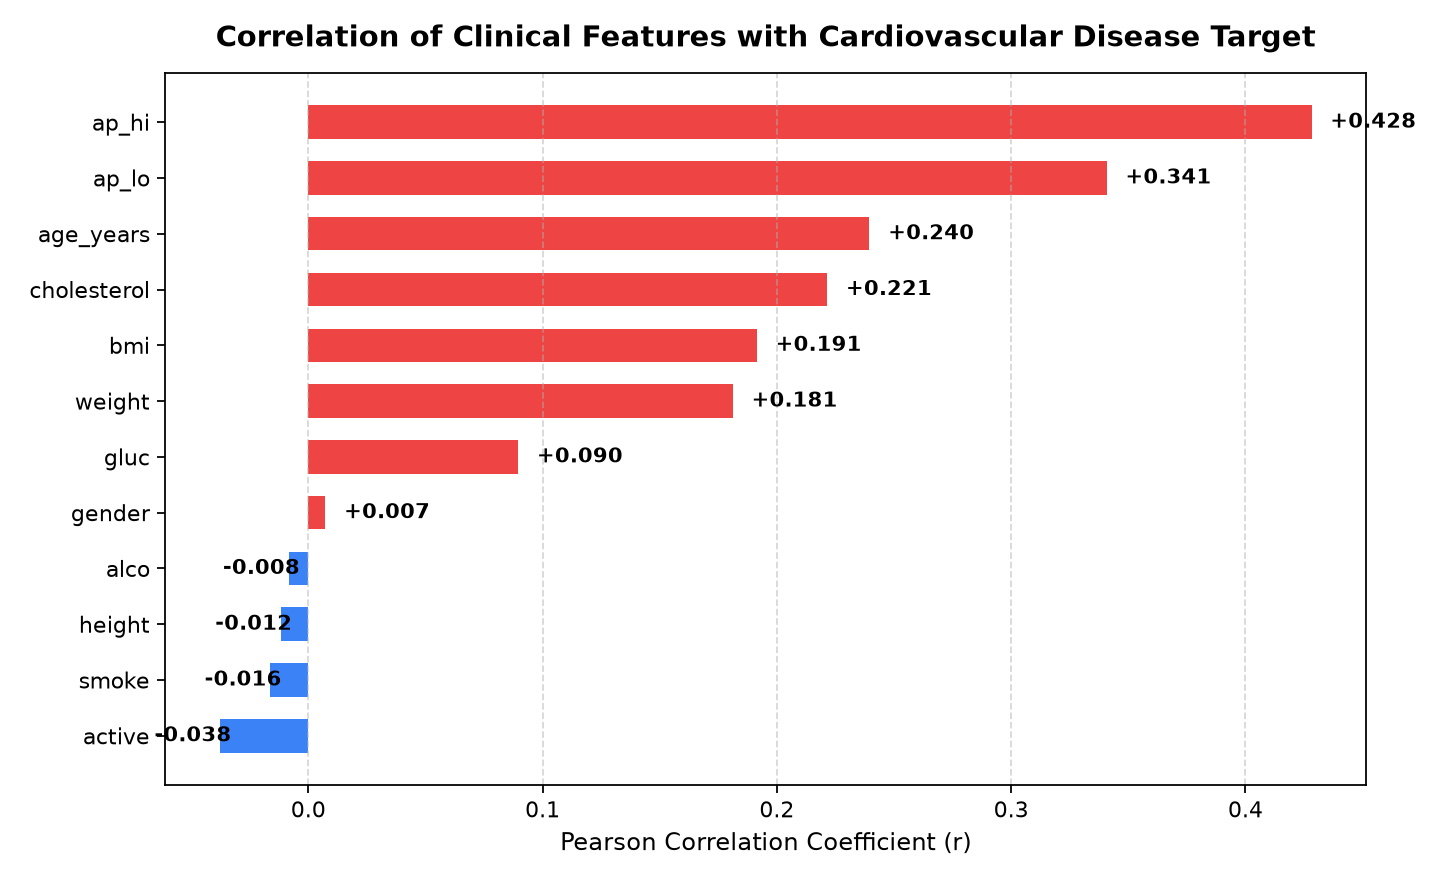 Correlation of Clinical Features with Cardiovascular Disease Target
ap_hi +0.428
ap_lo +0.341
age_years +0.240
cholesterol +0.221
bmi +0.191
weight +0.181
gluc +0.090
gender +0.007
alco -0.008
height -0.012
smoke -0.016
active -0.038
0.0 0.1 0.2 0.3 0.4
Pearson Correlation Coefficient (r)